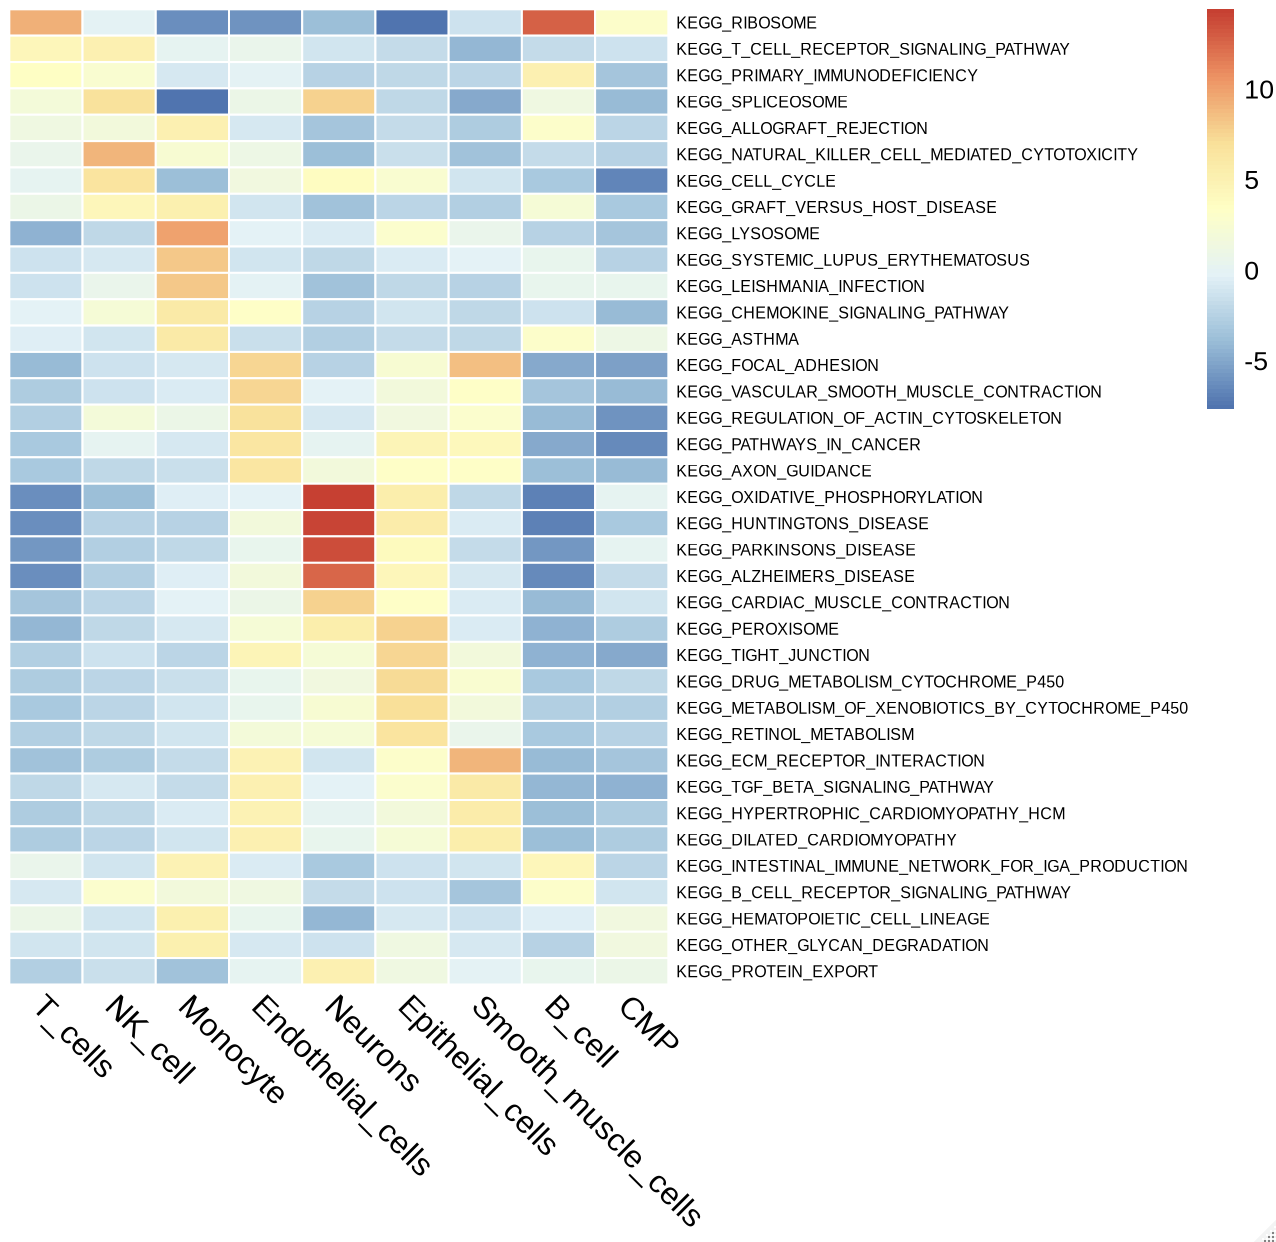 KEGG_RIBOSOME
KEGG_T_CELL_RECEPTOR_SIGNALING_PATHWAY
KEGG_PRIMARY_IMMUNODEFICIENCY
KEGG_SPLICEOSOME
KEGG_ALLOGRAFT_REJECTION
KEGG_NATURAL_KILLER_CELL_MEDIATED_CYTOTOXICITY
KEGG_CELL_CYCLE
KEGG_GRAFT_VERSUS_HOST_DISEASE
KEGG_LYSOSOME
KEGG_SYSTEMIC_LUPUS_ERYTHEMATOSUS
KEGG_LEISHMANIA_INFECTION
KEGG_CHEMOKINE_SIGNALING_PATHWAY
KEGG_ASTHMA
KEGG_FOCAL_ADHESION
KEGG_VASCULAR_SMOOTH_MUSCLE_CONTRACTION
KEGG_REGULATION_OF_ACTIN_CYTOSKELETON
KEGG_PATHWAYS_IN_CANCER
KEGG_AXON_GUIDANCE
KEGG_OXIDATIVE_PHOSPHORYLATION
KEGG_HUNTINGTONS_DISEASE
KEGG_PARKINSONS_DISEASE
KEGG_ALZHEIMERS_DISEASE
KEGG_CARDIAC_MUSCLE_CONTRACTION
KEGG_PEROXISOME
KEGG_TIGHT_JUNCTION
KEGG_DRUG_METABOLISM_CYTOCHROME_P450
KEGG_METABOLISM_OF_XENOBIOTICS_BY_CYTOCHROME_P450
KEGG_RETINOL_METABOLISM
KEGG_ECM_RECEPTOR_INTERACTION
KEGG_TGF_BETA_SIGNALING_PATHWAY
KEGG_HYPERTROPHIC_CARDIOMYOPATHY_HCM
KEGG_DILATED_CARDIOMYOPATHY
KEGG_INTESTINAL_IMMUNE_NETWORK_FOR_IGA_PRODUCTION
KEGG_B_CELL_RECEPTOR_SIGNALING_PATHWAY
KEGG_HEMATOPOIETIC_CELL_LINEAGE
KEGG_OTHER_GLYCAN_DEGRADATION
KEGG_PROTEIN_EXPORT
T_cells
NK_cell
Monocyte
Endothelial_cells
Neurons
Epithelial_cells
Smooth_muscle_cells
B_cell
CMP
10
5
0
-5